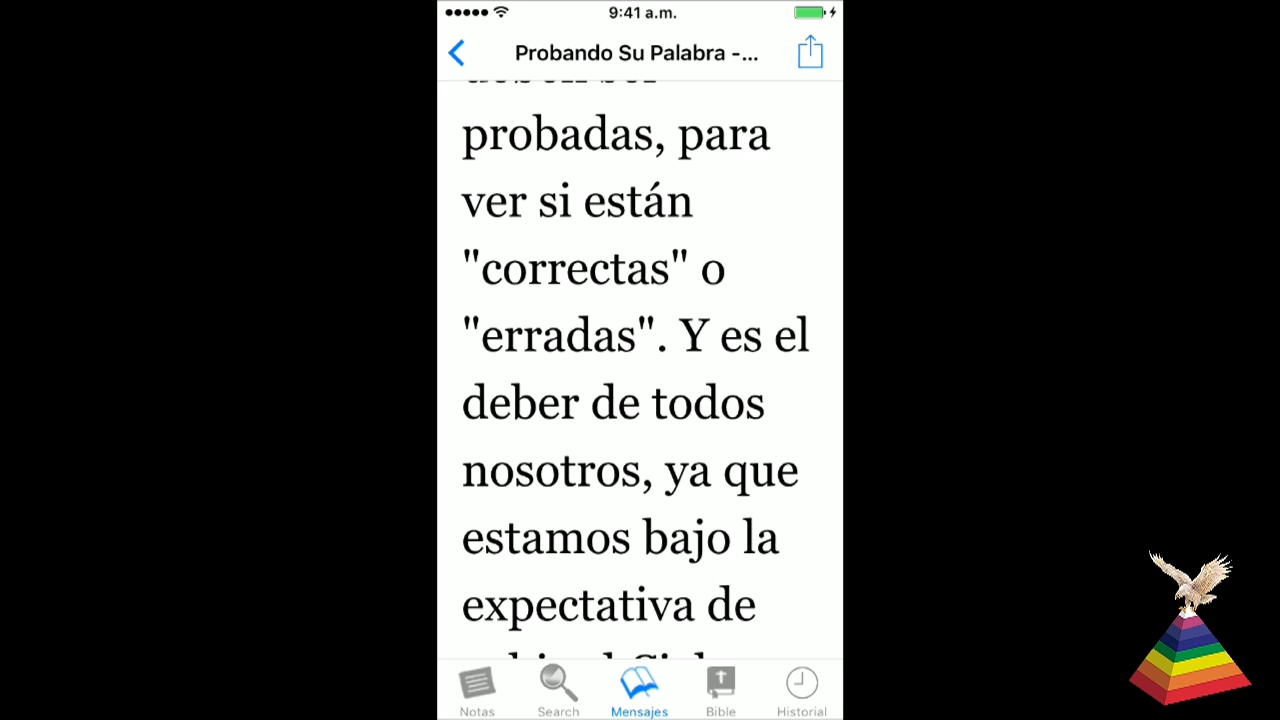 9:41 a.m.
Probando Su Palabra -...
probadas, para
ver si están
"correctas" o
"erradas". Y es el
deber de todos
nosotros, ya que
estamos bajo la
expectativa de
Notas
Search
Mensajes
Bible
Historial